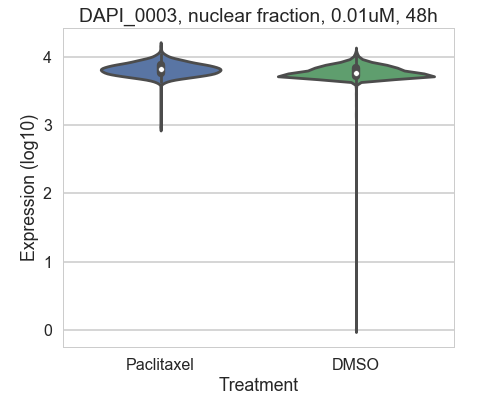 DAPI_0003, nuclear fraction, 0.01uM, 48h
4
3
2
1
0
Expression (log10)
Paclitaxel DMSO
Treatment